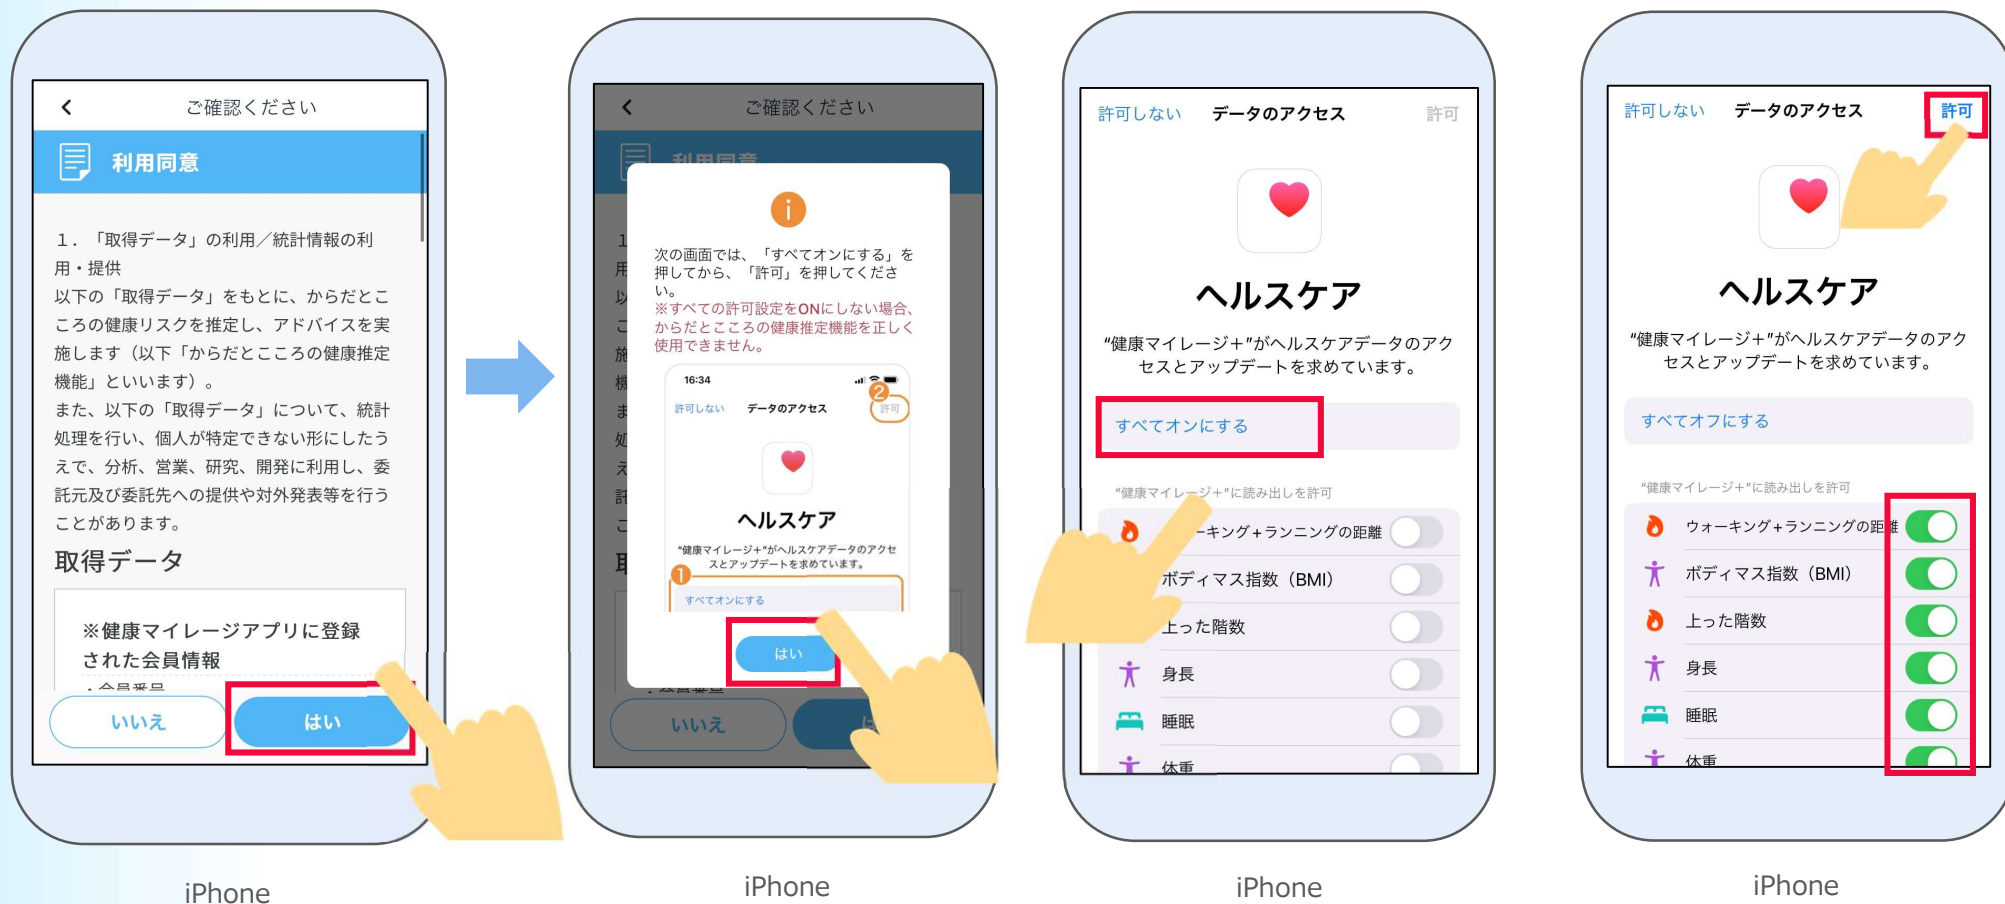 ご確認ください
利用同意
１．「取得データ」の利用／統計情報の利
用・提供
以下の「取得データ」をもとに、からだとこ
ころの健康リスクを推定し、アドバイスを実
施します（以下「からだとこころの健康推定
機能」といいます）。
また、以下の「取得データ」について、統計
処理を行い、個人が特定できない形にしたう
えで、分析、営業、研究、開発に利用し、委
託元及び委託先への提供や対外発表等を行う
ことがあります。
取得データ
※健康マイレージアプリに登録
された会員情報
・会員番号
いいえ
はい
iPhone
ご確認ください
利用同意
次の画面では、「すべてオンにする」を
押してから、「許可」を押してくださ
い。
※すべての許可設定をONにしない場合、
からだとこころの健康推定機能を正しく
使用できません。
16:34
2
許可しない データのアクセス 許可
ヘルスケア
“健康マイレージ+”がヘルスケアデータのアクセ
スとアップデートを求めています。
1
すべてオンにする
はい
・会員番号
いいえ
iPhone
許可しない データのアクセス 許可
ヘルスケア
“健康マイレージ+”がヘルスケアデータのアク
セスとアップデートを求めています。
すべてオンにする
“健康マイレージ+”に読み出しを許可
ーキング+ランニングの距離
ボディマス指数（BMI）
上った階数
身長
睡眠
体重
iPhone
許可しない データのアクセス 許可
ヘルスケア
“健康マイレージ+”がヘルスケアデータのアク
セスとアップデートを求めています。
すべてオフにする
“健康マイレージ+”に読み出しを許可
ウォーキング+ランニングの距離
ボディマス指数（BMI）
上った階数
身長
睡眠
体重
iPhone